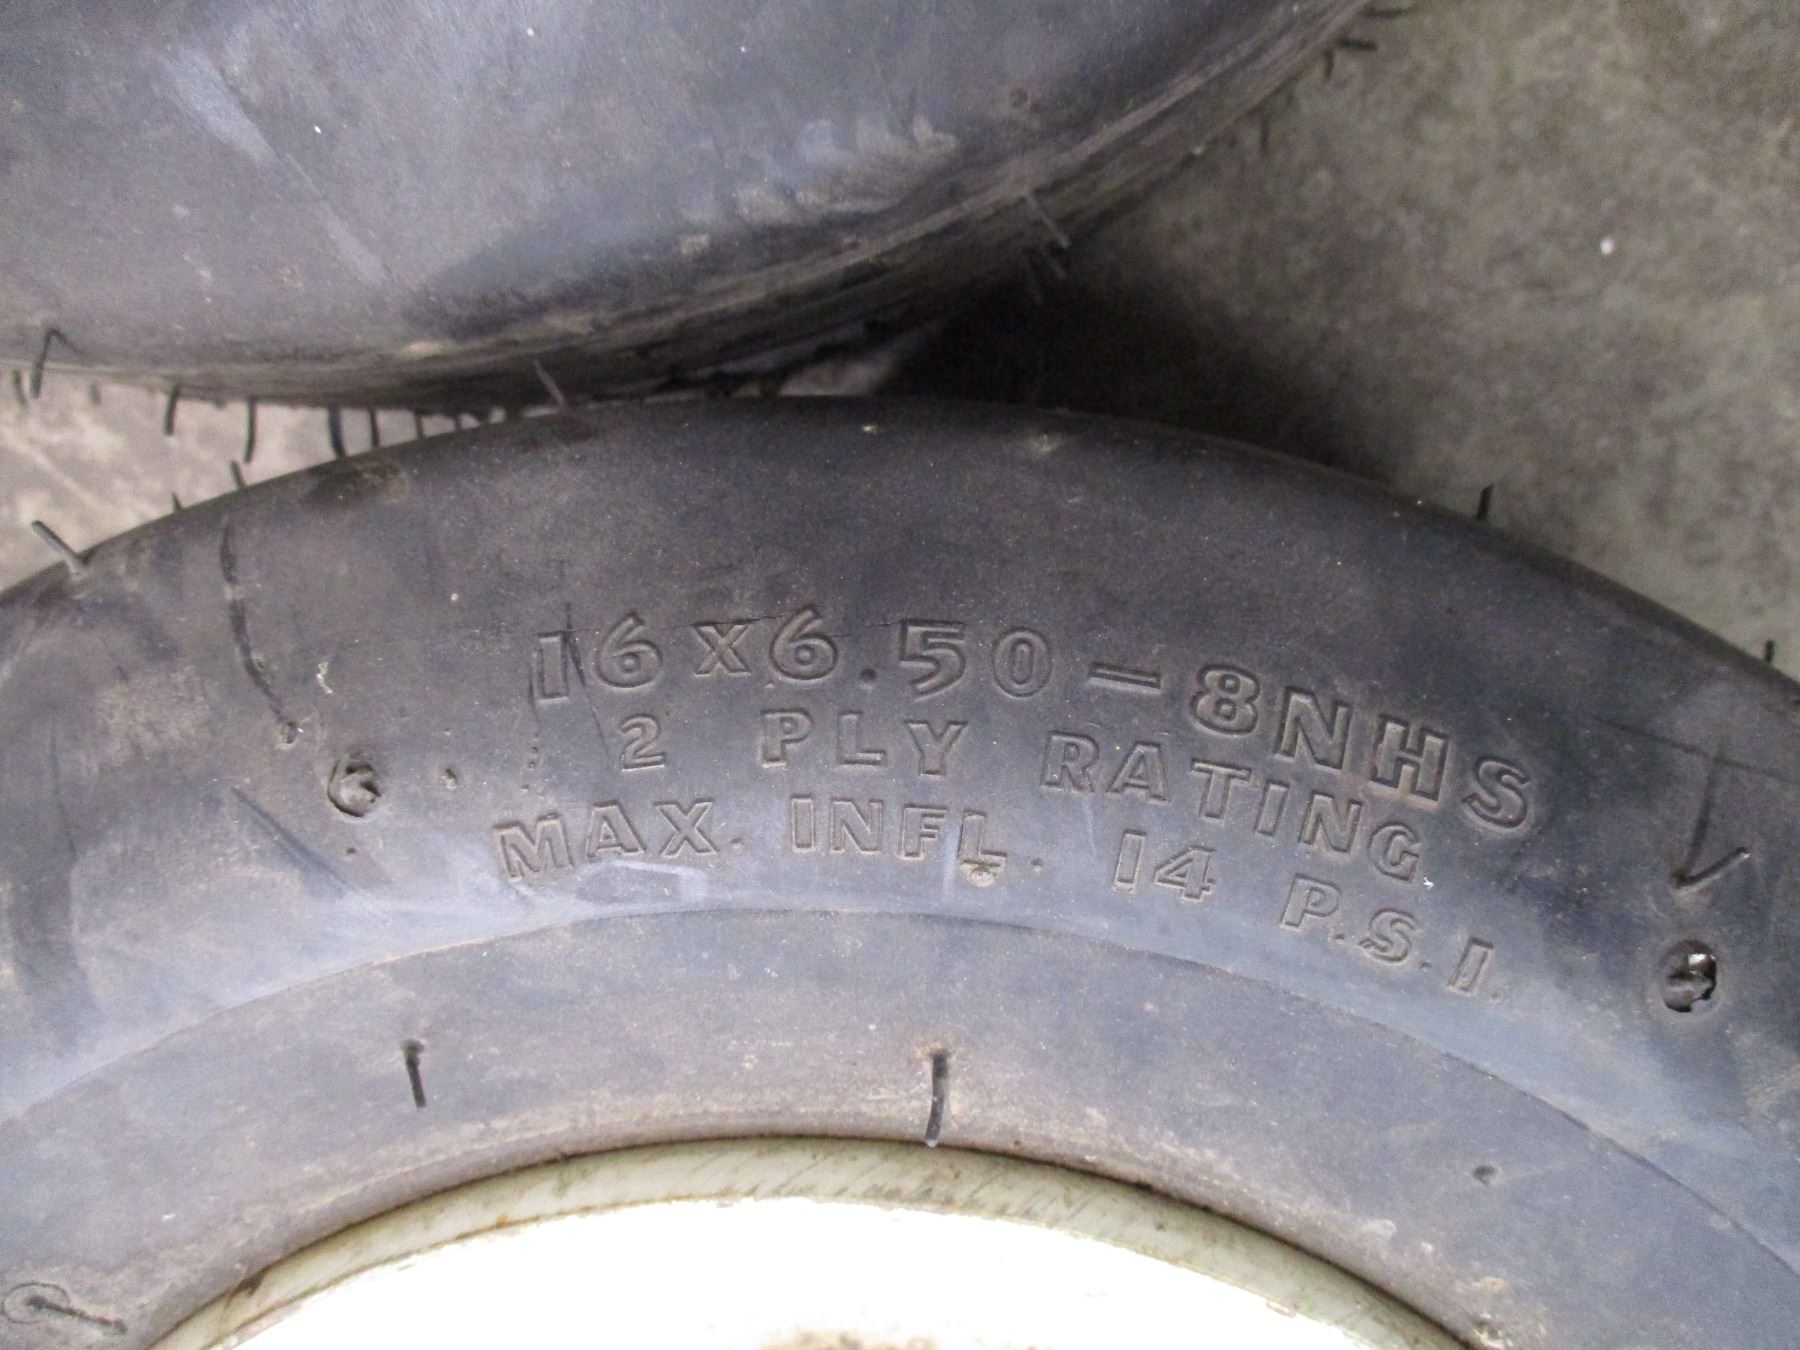 16X6.50-8NHS
2 PLY RATING
MAX. INFL. 14 P.S.I.